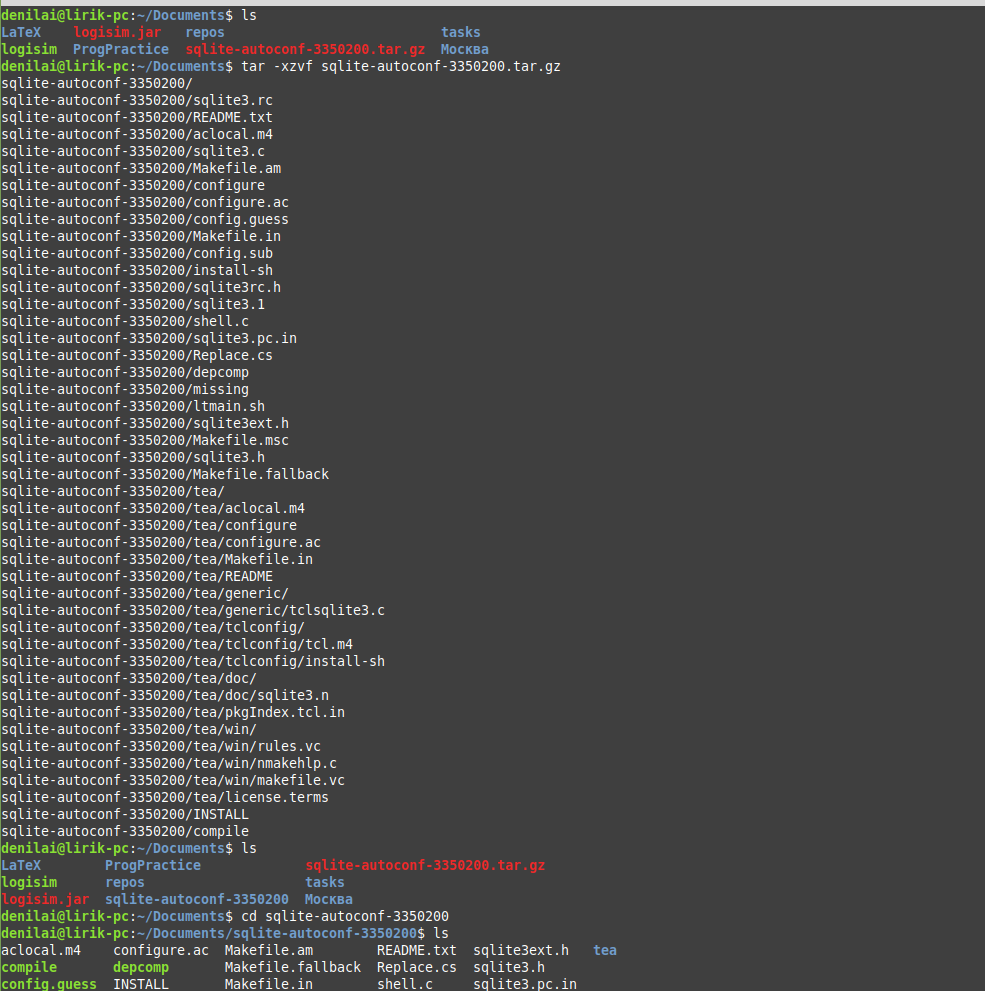 denilai@lirik-pc:~/Documents$ ls
LaTeX    logisim.jar   repos                           tasks
logisim  ProgPractice  sqlite-autoconf-3350200.tar.gz  Москва
denilai@lirik-pc:~/Documents$ tar -xzvf sqlite-autoconf-3350200.tar.gz
sqlite-autoconf-3350200/
sqlite-autoconf-3350200/sqlite3.rc
sqlite-autoconf-3350200/README.txt
sqlite-autoconf-3350200/aclocal.m4
sqlite-autoconf-3350200/sqlite3.c
sqlite-autoconf-3350200/Makefile.am
sqlite-autoconf-3350200/configure
sqlite-autoconf-3350200/configure.ac
sqlite-autoconf-3350200/config.guess
sqlite-autoconf-3350200/Makefile.in
sqlite-autoconf-3350200/config.sub
sqlite-autoconf-3350200/install-sh
sqlite-autoconf-3350200/sqlite3rc.h
sqlite-autoconf-3350200/sqlite3.1
sqlite-autoconf-3350200/shell.c
sqlite-autoconf-3350200/sqlite3.pc.in
sqlite-autoconf-3350200/Replace.cs
sqlite-autoconf-3350200/depcomp
sqlite-autoconf-3350200/missing
sqlite-autoconf-3350200/ltmain.sh
sqlite-autoconf-3350200/sqlite3ext.h
sqlite-autoconf-3350200/Makefile.msc
sqlite-autoconf-3350200/sqlite3.h
sqlite-autoconf-3350200/Makefile.fallback
sqlite-autoconf-3350200/tea/
sqlite-autoconf-3350200/tea/aclocal.m4
sqlite-autoconf-3350200/tea/configure
sqlite-autoconf-3350200/tea/configure.ac
sqlite-autoconf-3350200/tea/Makefile.in
sqlite-autoconf-3350200/tea/README
sqlite-autoconf-3350200/tea/generic/
sqlite-autoconf-3350200/tea/generic/tclsqlite3.c
sqlite-autoconf-3350200/tea/tclconfig/
sqlite-autoconf-3350200/tea/tclconfig/tcl.m4
sqlite-autoconf-3350200/tea/tclconfig/install-sh
sqlite-autoconf-3350200/tea/doc/
sqlite-autoconf-3350200/tea/doc/sqlite3.n
sqlite-autoconf-3350200/tea/pkgIndex.tcl.in
sqlite-autoconf-3350200/tea/win/
sqlite-autoconf-3350200/tea/win/rules.vc
sqlite-autoconf-3350200/tea/win/nmakehlp.c
sqlite-autoconf-3350200/tea/win/makefile.vc
sqlite-autoconf-3350200/tea/license.terms
sqlite-autoconf-3350200/INSTALL
sqlite-autoconf-3350200/compile
denilai@lirik-pc:~/Documents$ ls
LaTeX        ProgPractice             sqlite-autoconf-3350200.tar.gz
logisim      repos                    tasks
logisim.jar  sqlite-autoconf-3350200  Москва
denilai@lirik-pc:~/Documents$ cd sqlite-autoconf-3350200
denilai@lirik-pc:~/Documents/sqlite-autoconf-3350200$ ls
aclocal.m4    configure.ac  Makefile.am        README.txt  sqlite3ext.h   tea
compile       depcomp       Makefile.fallback  Replace.cs  sqlite3.h
config.guess  INSTALL       Makefile.in        shell.c     sqlite3.pc.in